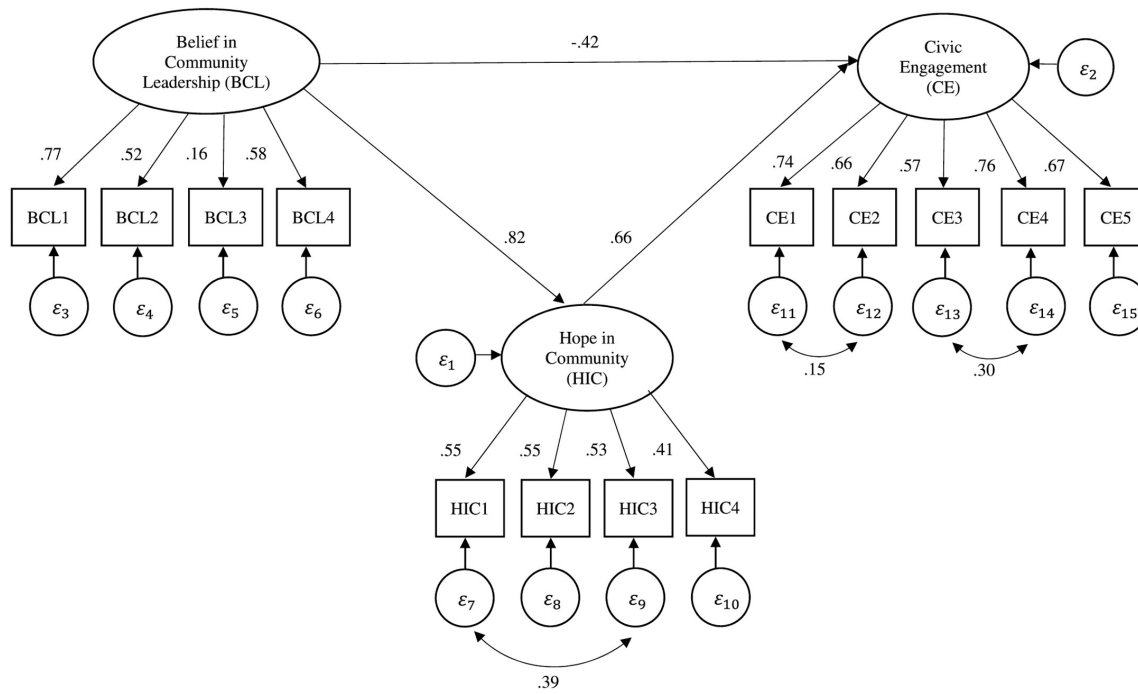 Belief in
Community
Leadership (BCL)
-.42
Civic
Engagement
(CE)
ε2
.77
.52
.16
.58
.74
.66
.57
.76
.67
BCL1
BCL2
BCL3
BCL4
CE1
CE2
CE3
CE4
CE5
.82
.66
ε3
ε4
ε5
ε6
ε11
ε12
ε13
ε14
ε15
.15
.30
ε1
Hope in
Community
(HIC)
.55
.55
.53
.41
HIC1
HIC2
HIC3
HIC4
ε7
ε8
ε9
ε10
.39